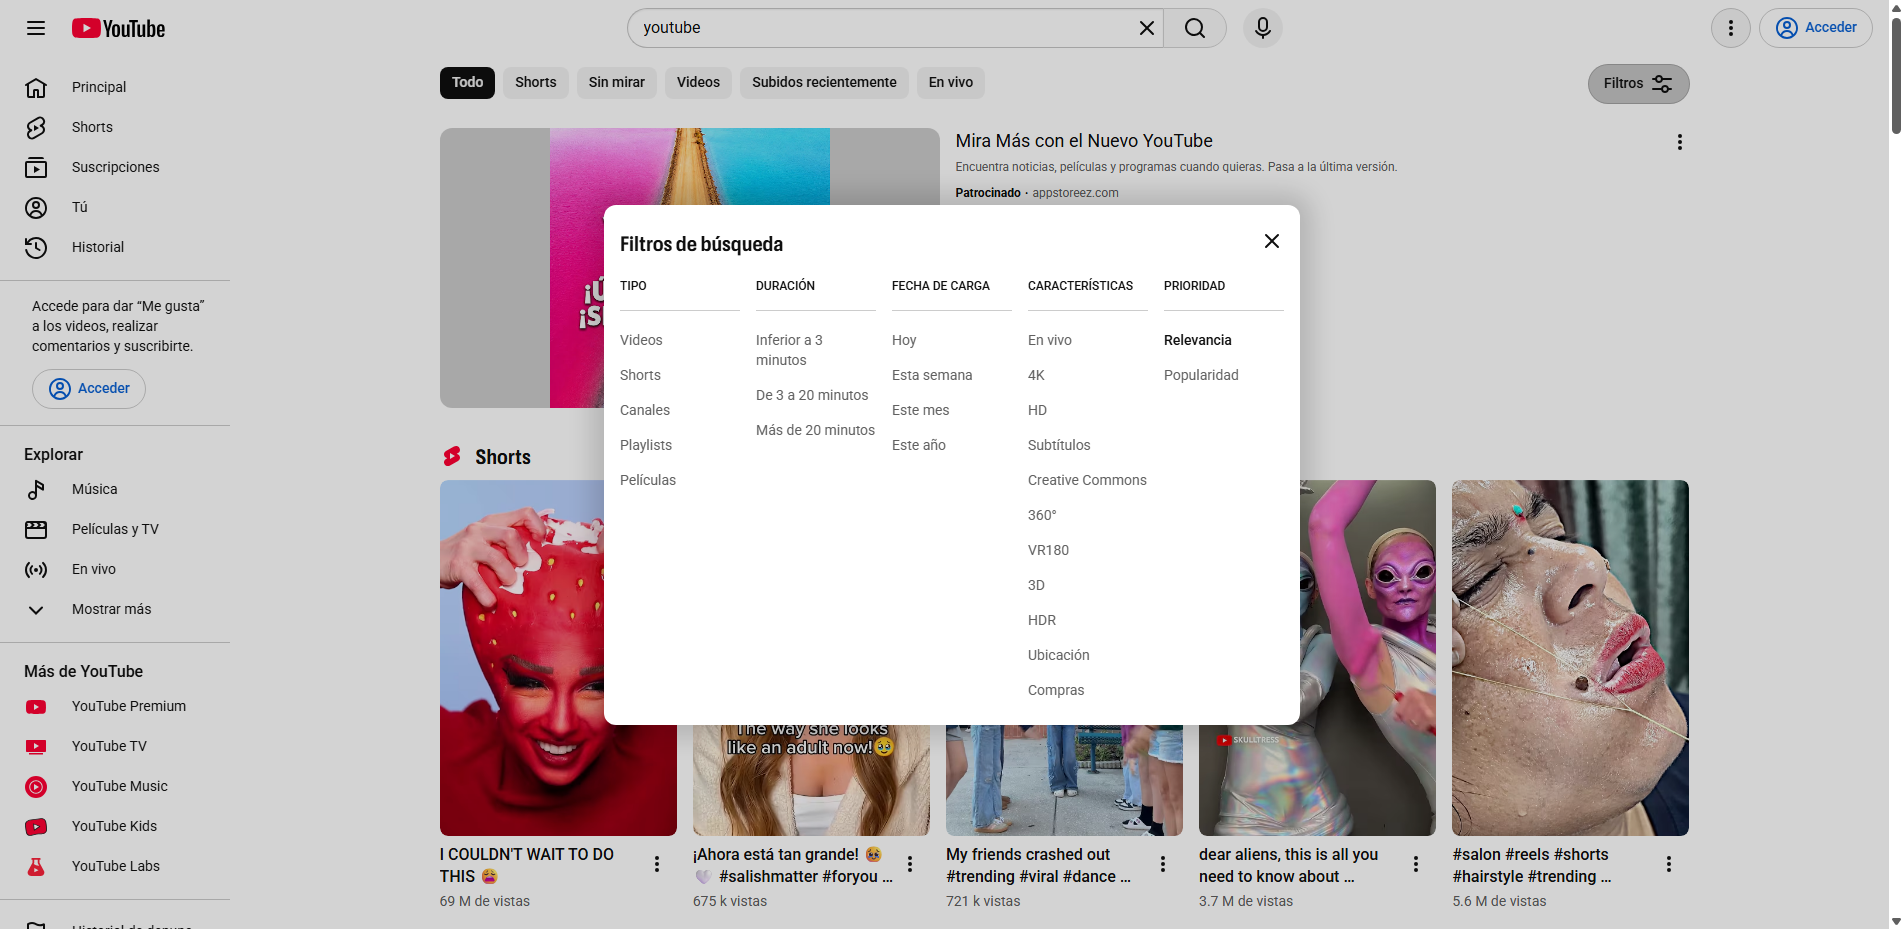 YouTube
youtube
Acceder
Principal
Shorts
Suscripciones
Tú
Historial
Accede para dar “Me gusta”
a los videos, realizar
comentarios y suscribirte.
Acceder
Explorar
Música
Películas y TV
En vivo
Mostrar más
Más de YouTube
YouTube Premium
YouTube TV
YouTube Music
YouTube Kids
YouTube Labs
Todo
Shorts
Sin mirar
Videos
Subidos recientemente
En vivo
Filtros
Mira Más con el Nuevo YouTube
Encuentra noticias, películas y programas cuando quieras. Pasa a la última versión.
Patrocinado · appstoreez.com
Filtros de búsqueda
TIPO
Videos
Shorts
Canales
Playlists
Películas
DURACIÓN
Inferior a 3
minutos
De 3 a 20 minutos
Más de 20 minutos
FECHA DE CARGA
Hoy
Esta semana
Este mes
Este año
CARACTERÍSTICAS
En vivo
4K
HD
Subtítulos
Creative Commons
360°
VR180
3D
HDR
Ubicación
Compras
PRIORIDAD
Relevancia
Popularidad
Shorts
The way she looks
like an adult now!🥹
SKULLTRESS
I COULDN'T WAIT TO DO
THIS 😩
69 M de vistas
¡Ahora está tan grande! 😭
🤍 #salishmatter #foryou ...
675 k vistas
My friends crashed out
#trending #viral #dance ...
721 k vistas
dear aliens, this is all you
need to know about ...
3.7 M de vistas
#salon #reels #shorts
#hairstyle #trending ...
5.6 M de vistas